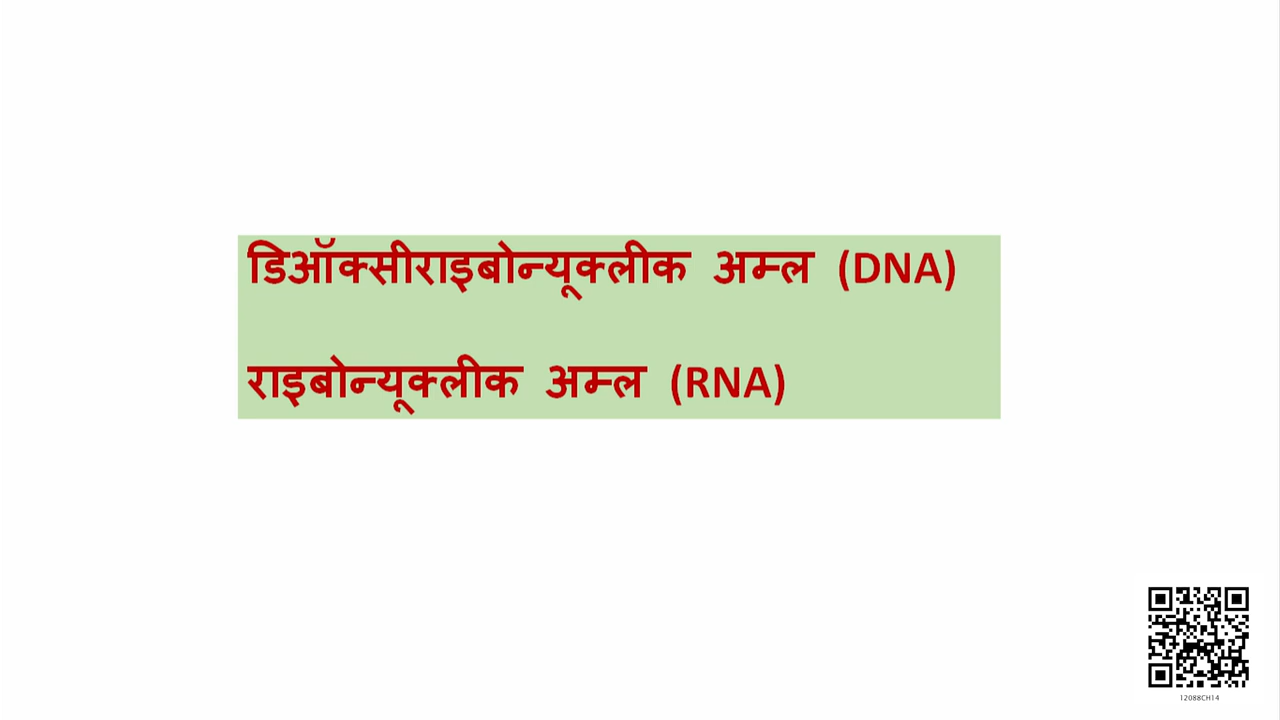 डिऑक्सीराइबोन्यूक्लीक अम्ल (DNA)
राइबोन्यूक्लीक अम्ल (RNA)
12088CH14